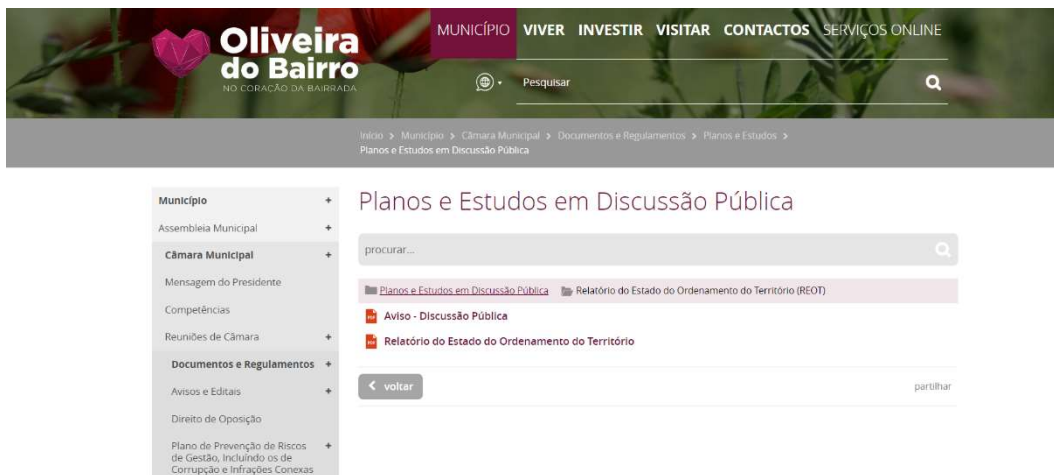 Oliveira
do Bairro
NO CORAÇÃO DA BAIRRADA
MUNICÍPIO VIVER INVESTIR VISITAR CONTACTOS SERVIÇOS ONLINE
Pesquisar
Início > Município > Câmara Municipal > Documentos e Regulamentos > Planos e Estudos >
Planos e Estudos em Discussão Pública
Município +
Assembleia Municipal +
Câmara Municipal +
Mensagem do Presidente
Competências
Reuniões de Câmara +
Documentos e Regulamentos +
Avisos e Editais +
Direito de Oposição
Plano de Prevenção de Riscos +
de Gestão, Incluíndo os de
Corrupção e Infrações Conexas
Planos e Estudos em Discussão Pública
procurar...
Planos e Estudos em Discussão Pública Relatório do Estado do Ordenamento do Território (REOT)
Aviso - Discussão Pública
Relatório do Estado do Ordenamento do Território
< voltar
partilhar